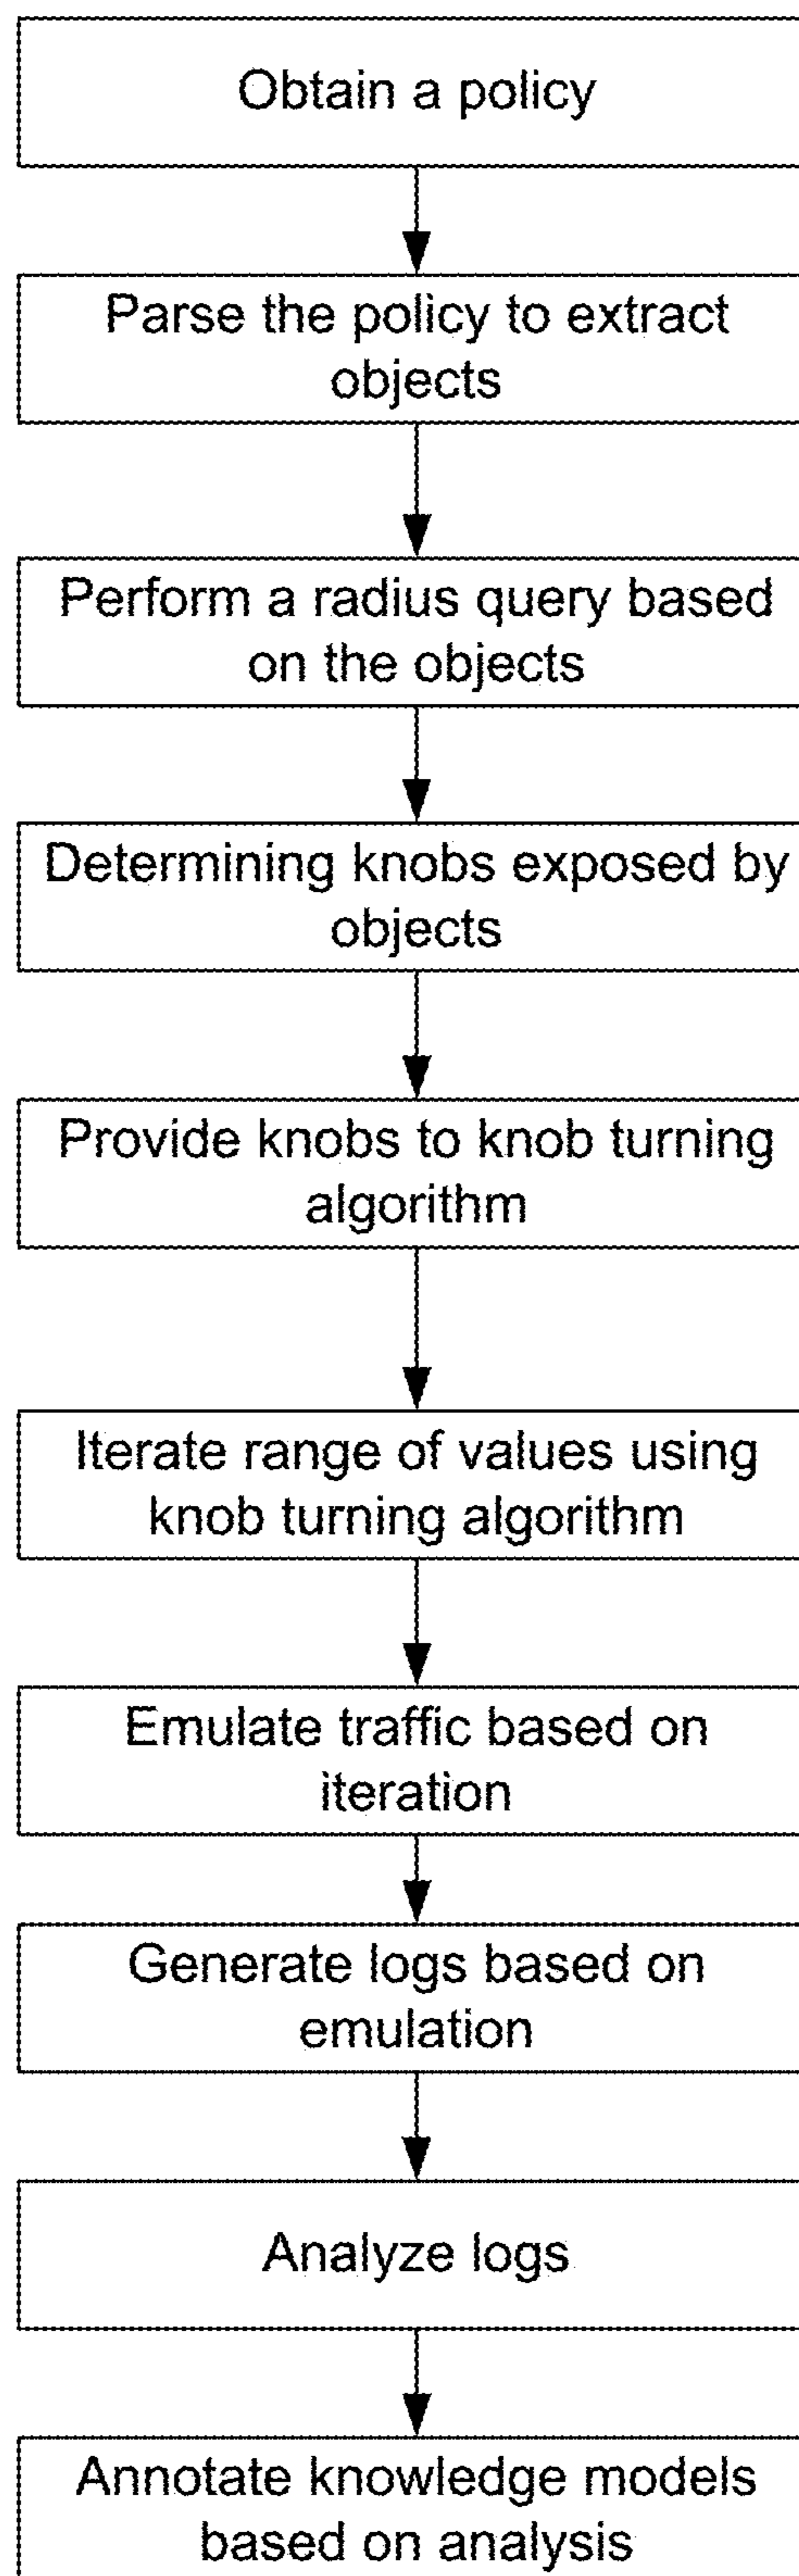 Obtain a policy
Parse the policy to extract
objects
Perform a radius query based
on the objects
Determining knobs exposed by
objects
Provide knobs to knob turning
algorithm
Iterate range of values using
knob turning algorithm
Emulate traffic based on
iteration
Generate logs based on
emulation
Analyze logs
Annotate knowledge models
based on analysis